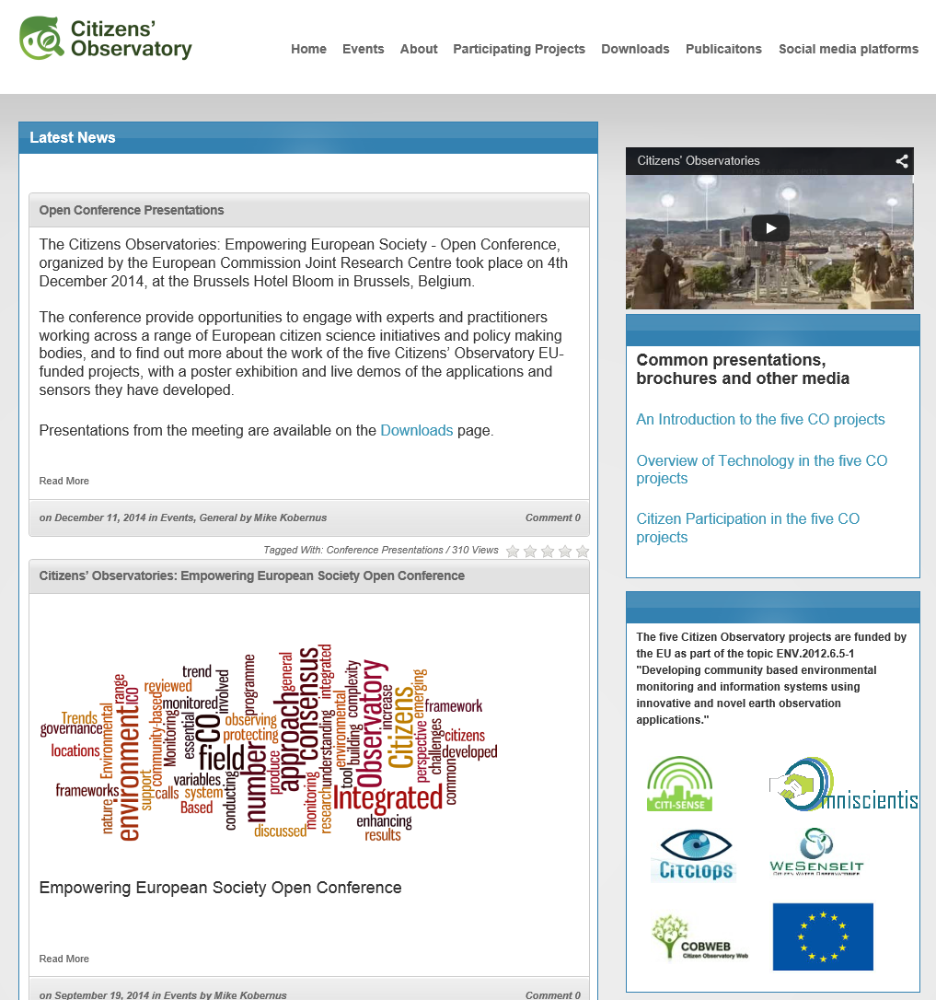 Citizens’
Observatory
Home Events About Participating Projects Downloads Publicaitons Social media platforms
Latest News
Open Conference Presentations
The Citizens Observatories: Empowering European Society - Open Conference,
organized by the European Commission Joint Research Centre took place on 4th
December 2014, at the Brussels Hotel Bloom in Brussels, Belgium.
The conference provide opportunities to engage with experts and practitioners
working across a range of European citizen science initiatives and policy making
bodies, and to find out more about the work of the five Citizens’ Observatory EU-
funded projects, with a poster exhibition and live demos of the applications and
sensors they have developed.
Presentations from the meeting are available on the Downloads page.
Read More
on December 11, 2014 in Events, General by Mike Kobernus Comment 0
Tagged With: Conference Presentations / 310 Views
Citizens’ Observatories: Empowering European Society Open Conference
trend
reviewed
monitored
involved
programme
general
consensus
integrated
complexity
Observatory
increase
emerging
Citizens
framework
range
ICO
Trends
governance
Environmental
environment
community-based
Monitoring
essential
CO
observing
protecting
approach
environmental
understanding
building
tool
perspective
challenges
citizens
developed
locations
field
number
produce
frameworks
support
calls
variables
system
Based
conducting
monitoring
research
Integrated
common
nature
discussed
enhancing
results
Empowering European Society Open Conference
Read More
on September 19, 2014 in Events by Mike Kobernus Comment 0
Citizens’ Observatories
Common presentations,
brochures and other media
An Introduction to the five CO projects
Overview of Technology in the five CO
projects
Citizen Participation in the five CO
projects
The five Citizen Observatory projects are funded by
the EU as part of the topic ENV.2012.6.5-1
"Developing community based environmental
monitoring and information systems using
innovative and novel earth observation
applications."
CITI-SENSE
Omniscientis
Citclops
WeSenseIt
Citizen Water Observatories
COBWEB
Citizen Observatory Web